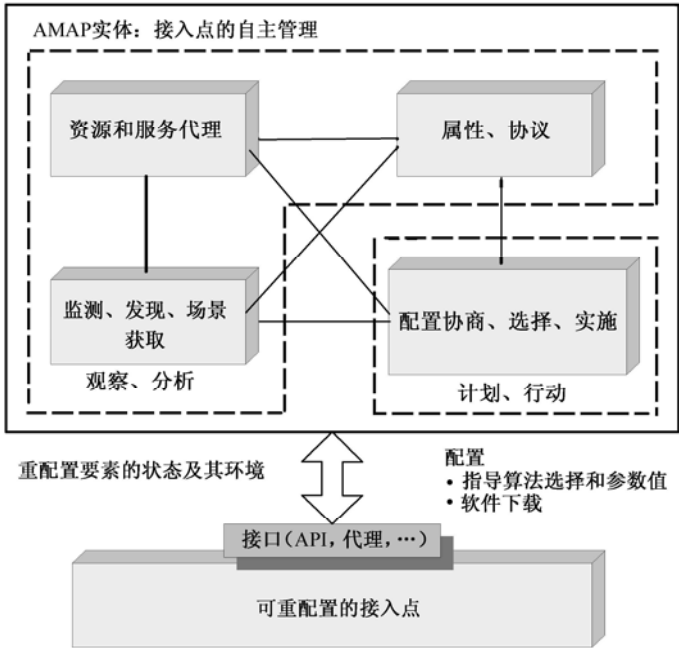 AMAP实体：接入点的自主管理
资源和服务代理
属性、协议
监测、发现、场景
获取
观察、分析
配置协商、选择、实施
计划、行动
重配置要素的状态及其环境
配置
• 指导算法选择和参数值
• 软件下载
接口(API，代理，…)
可重配置的接入点